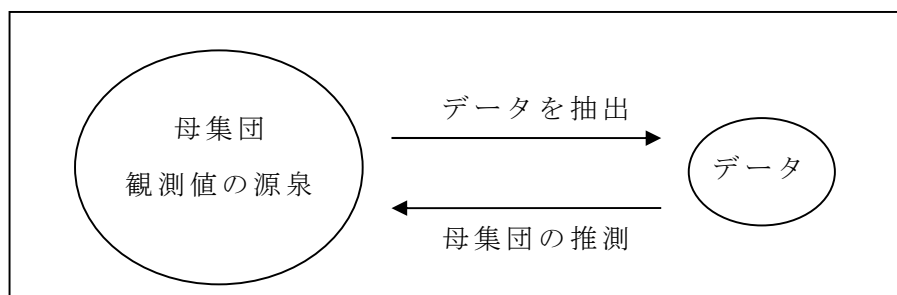 母集団
観測値の源泉
データを抽出
データ
母集団の推測